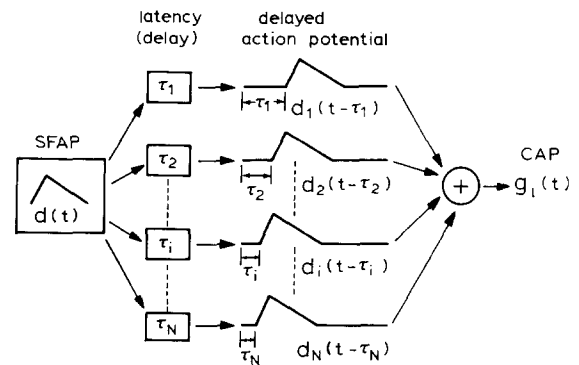 latency
(delay)
delayed
action potential
SFAP
d(t)
τ1
τ2
τi
τN
τ1
d1(t-τ1)
τ2
d2(t-τ2)
τi
di(t-τi)
τN
dN(t-τN)
+
CAP
gl(t)